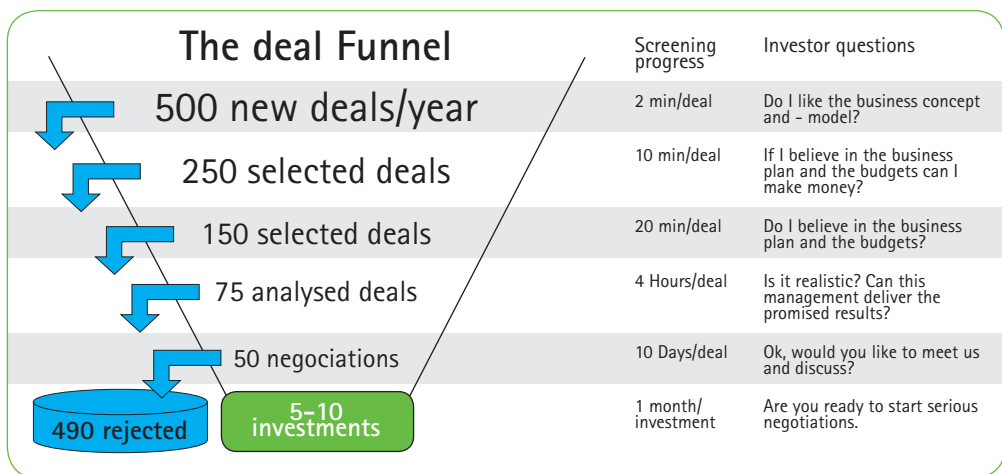 The deal Funnel
Screening
progress
Investor questions
500 new deals/year
2 min/deal
Do I like the business concept
and - model?
250 selected deals
10 min/deal
If I believe in the business
plan and the budgets can I
make money?
150 selected deals
20 min/deal
Do I believe in the business
plan and the budgets?
75 analysed deals
4 Hours/deal
Is it realistic? Can this
management deliver the
promised results?
50 negociations
10 Days/deal
Ok, would you like to meet us
and discuss?
490 rejected
5-10
investments
1 month/
investment
Are you ready to start serious
negotiations.